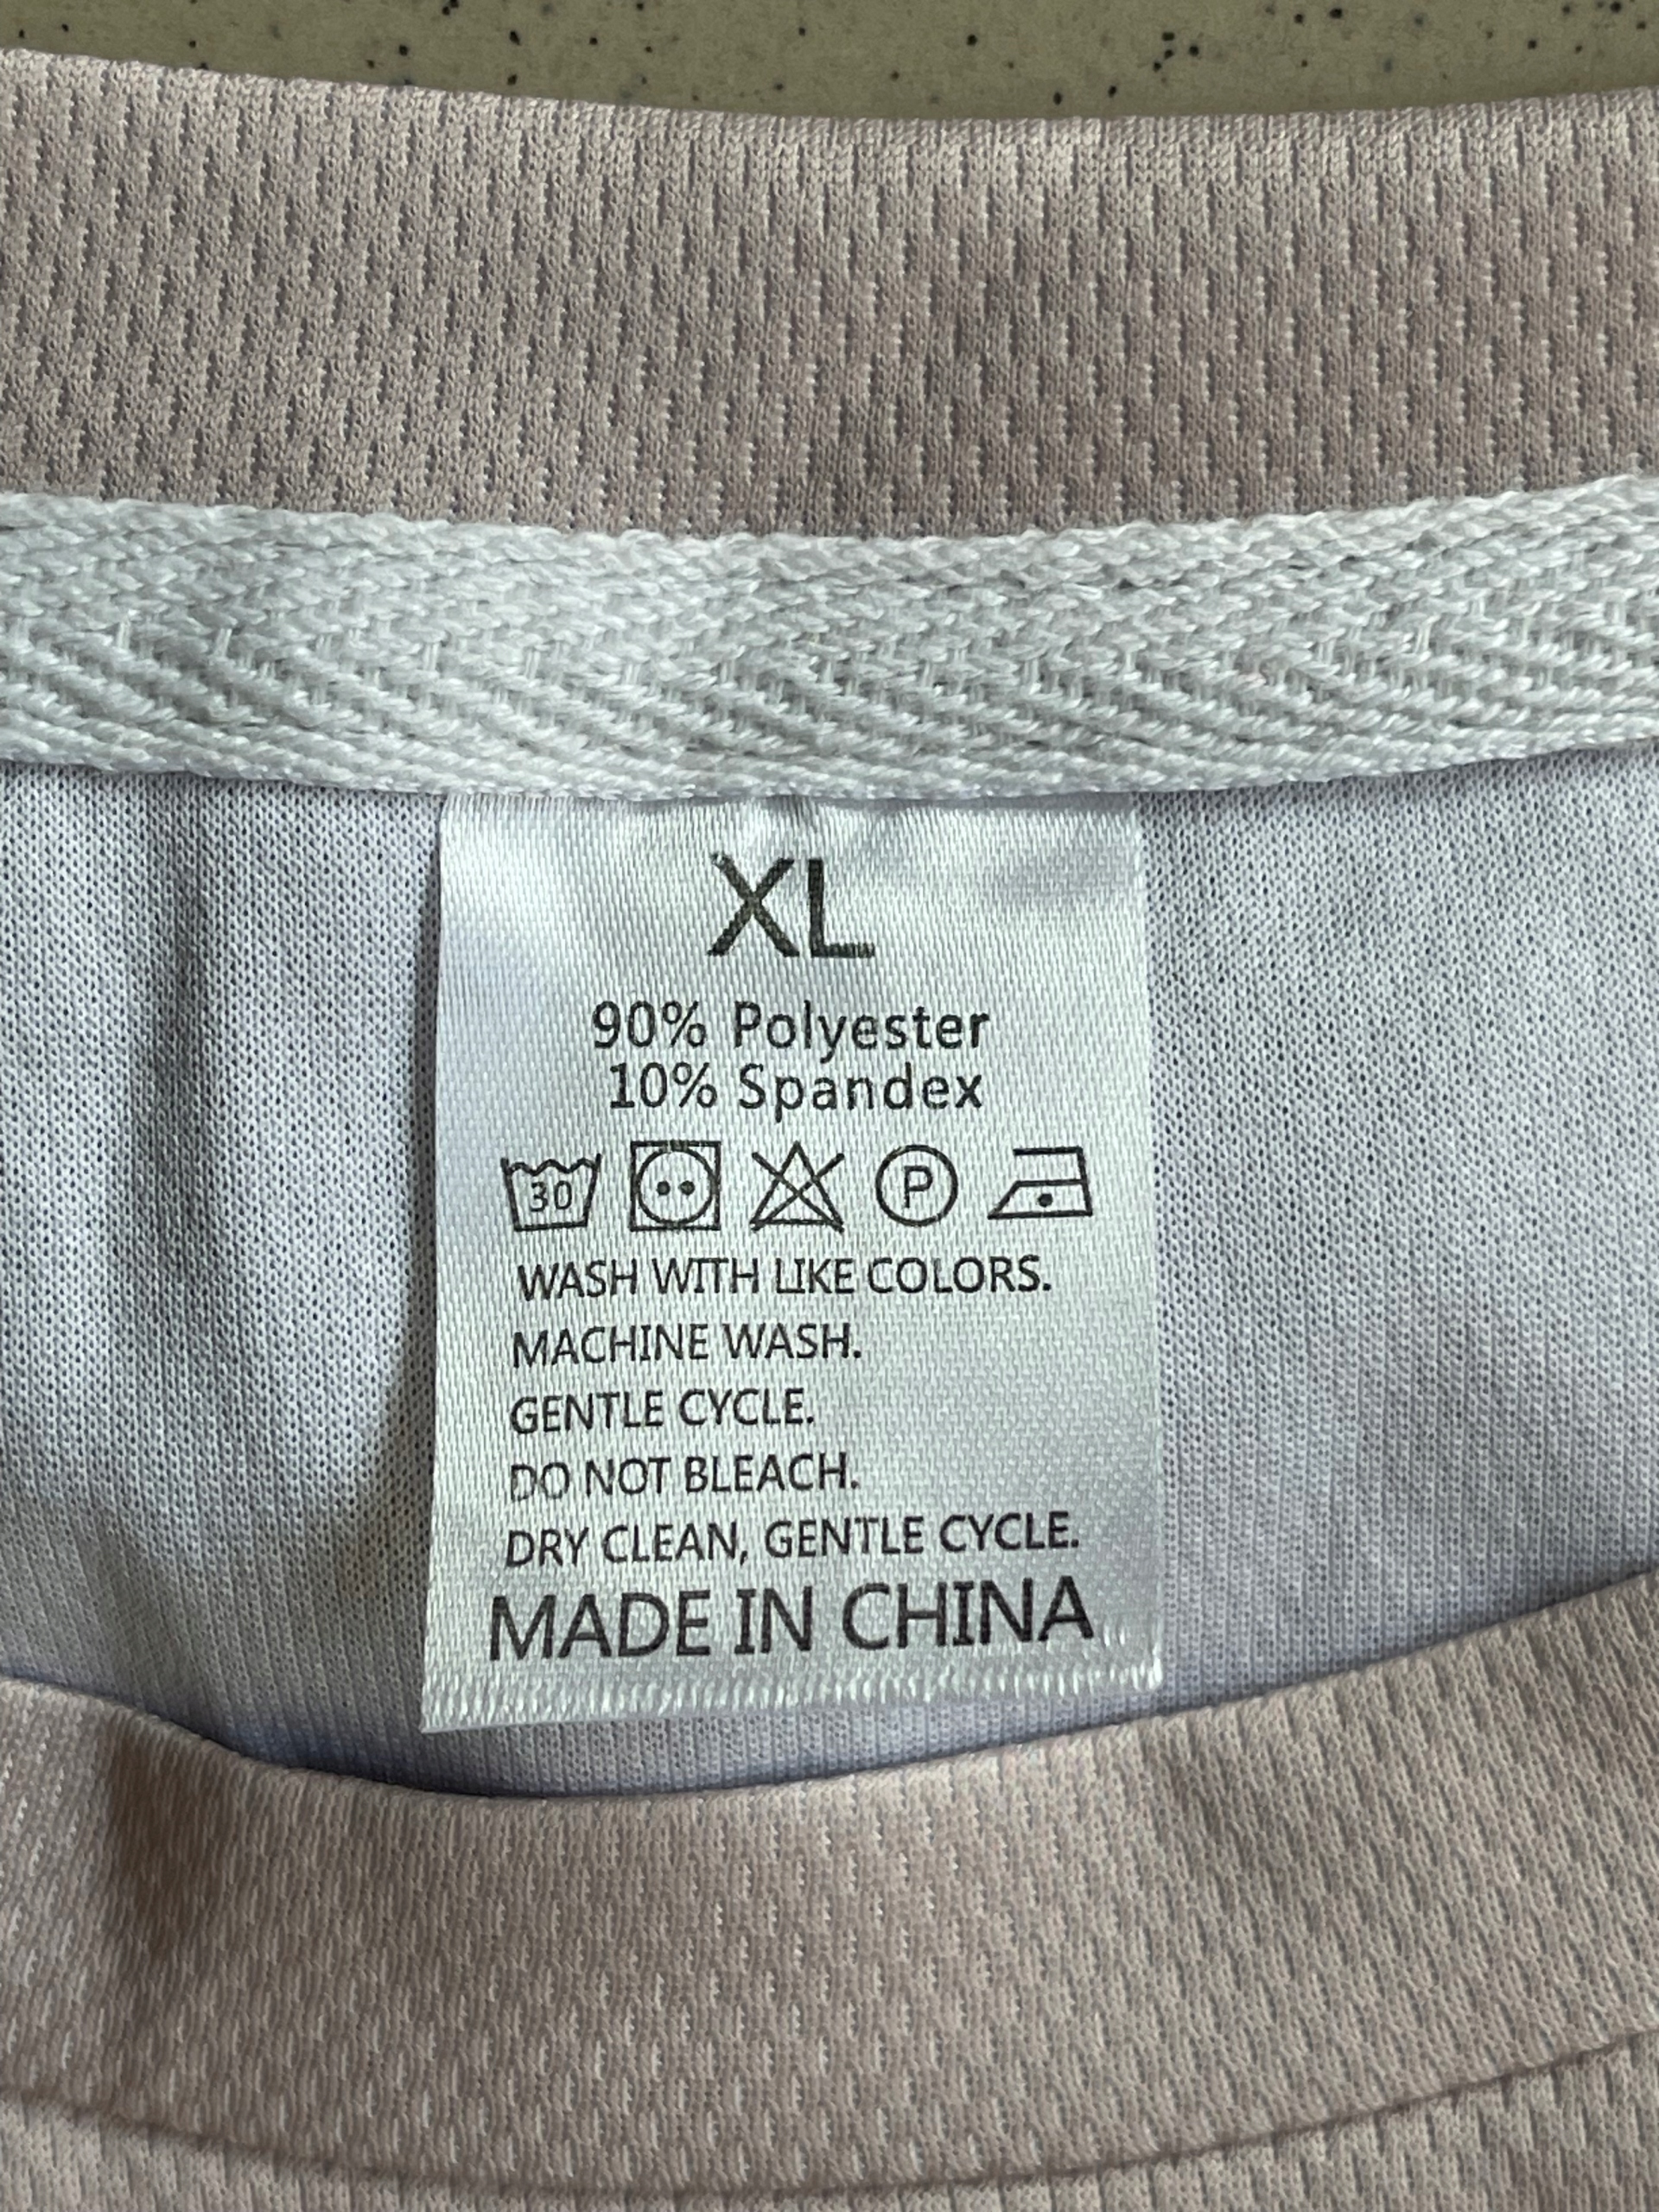 XL
90% Polyester
10% Spandex
30 P
WASH WITH LIKE COLORS.
MACHINE WASH.
GENTLE CYCLE.
DO NOT BLEACH.
DRY CLEAN, GENTLE CYCLE.
MADE IN CHINA